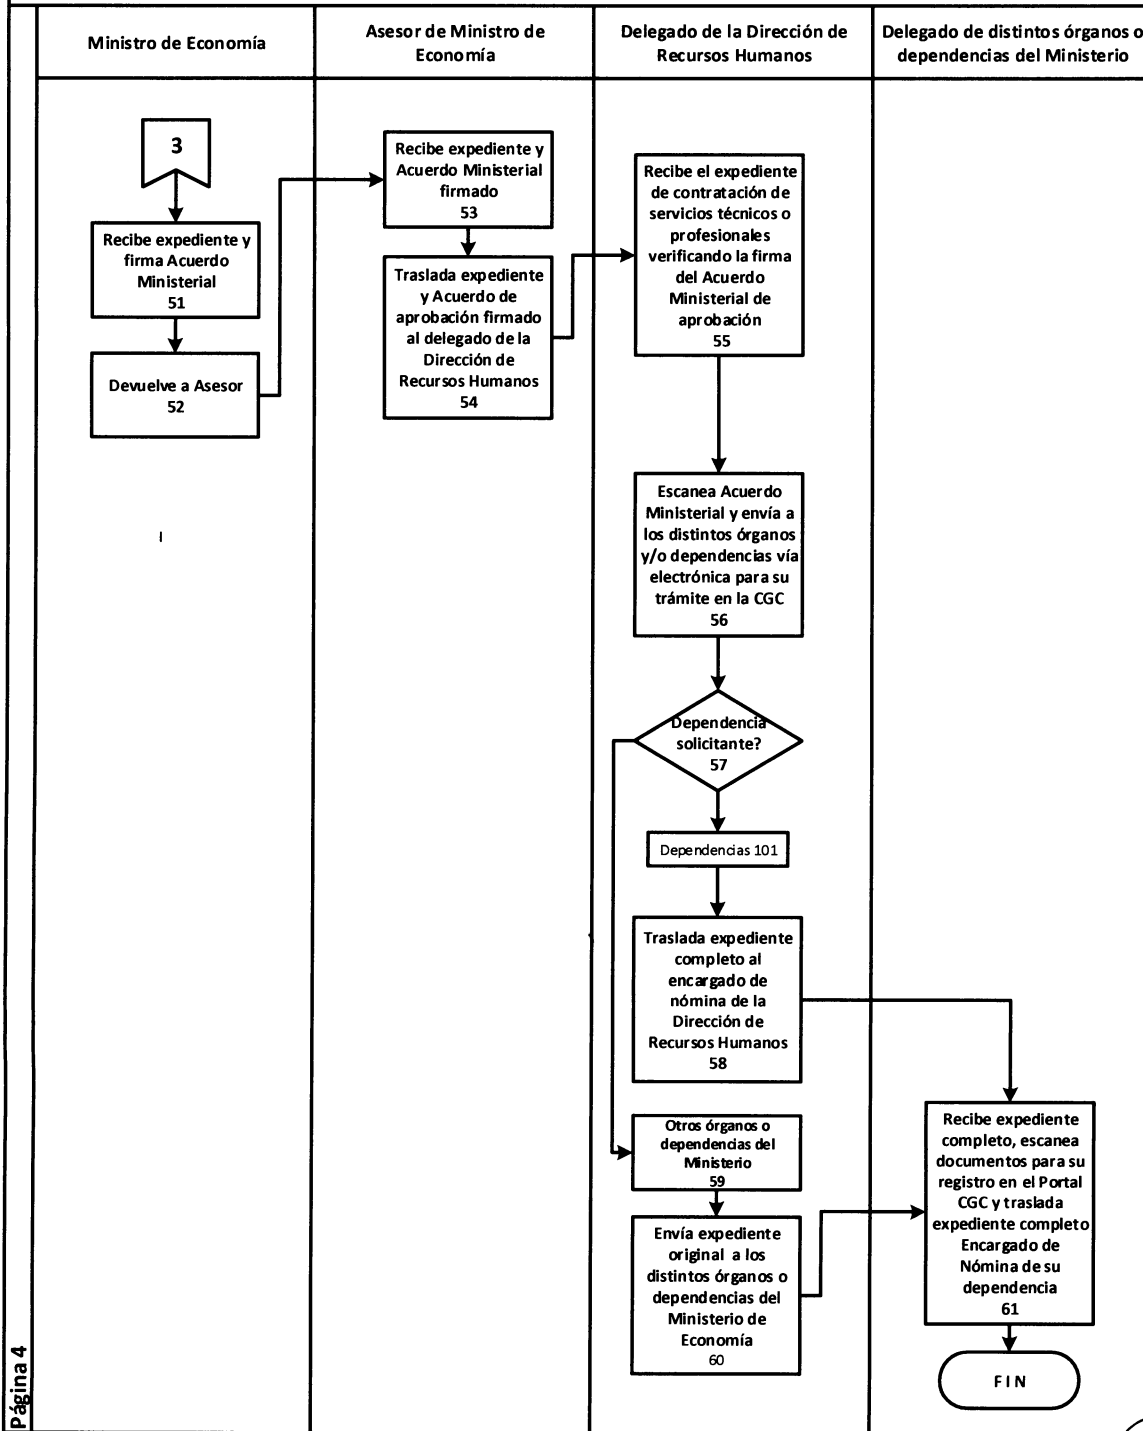 Ministro de Economía
Asesor de Ministro de
Economía
Delegado de la Dirección de
Recursos Humanos
Delegado de distintos órganos o
dependencias del Ministerio
3
Recibe expediente y
firma Acuerdo
Ministerial
51
Devuelve a Asesor
52
Recibe expediente y
Acuerdo Ministerial
firmado
53
Traslada expediente
y Acuerdo de
aprobación firmado
al delegado de la
Dirección de
Recursos Humanos
54
Recibe el expediente
de contratación de
servicios técnicos o
profesionales
verificando la firma
del Acuerdo
Ministerial de
aprobación
55
Escanea Acuerdo
Ministerial y envía a
los distintos órganos
y/o dependencias vía
electrónica para su
trámite en la CGC
56
Dependencia
solicitante?
57
Dependencias 101
Traslada expediente
completo al
encargado de
nómina de la
Dirección de
Recursos Humanos
58
Otros órganos o
dependencias del
Ministerio
59
Envía expediente
original a los
distintos órganos o
dependencias del
Ministerio de
Economía
60
Recibe expediente
completo, escanea
documentos para su
registro en el Portal
CGC y traslada
expediente completo
Encargado de
Nómina de su
dependencia
61
FIN
Página 4